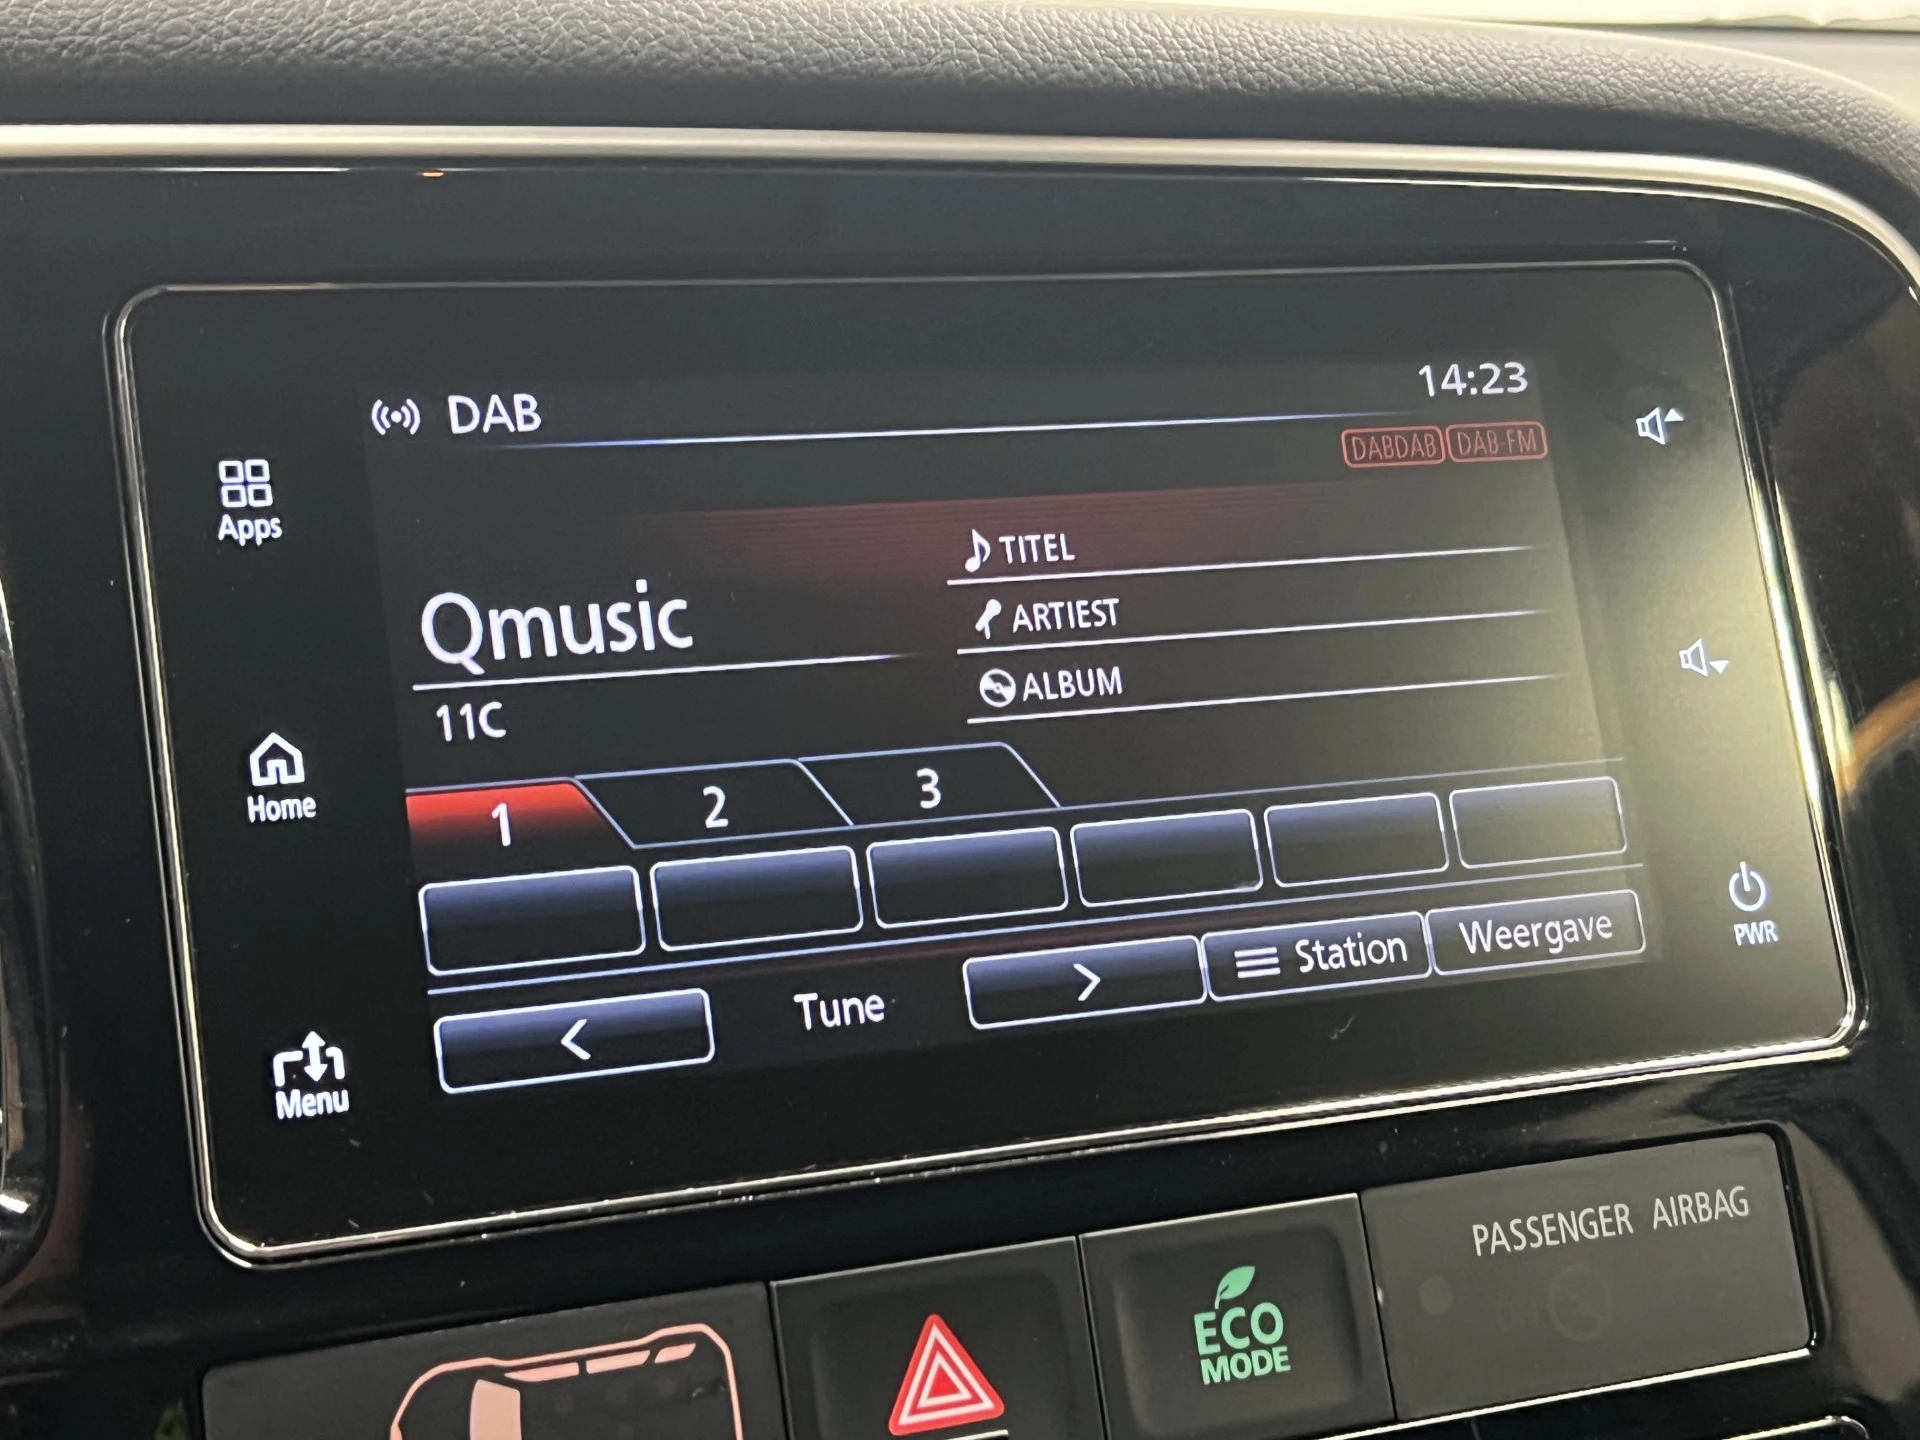 DAB
14:23
DABDAB DAB-FM
Apps
TITEL
Qmusic
ARTIEST
ALBUM
11C
Home
1 2 3
< Tune > Station Weergave
PWR
Menu
PASSENGER AIRBAG
ECO
MODE